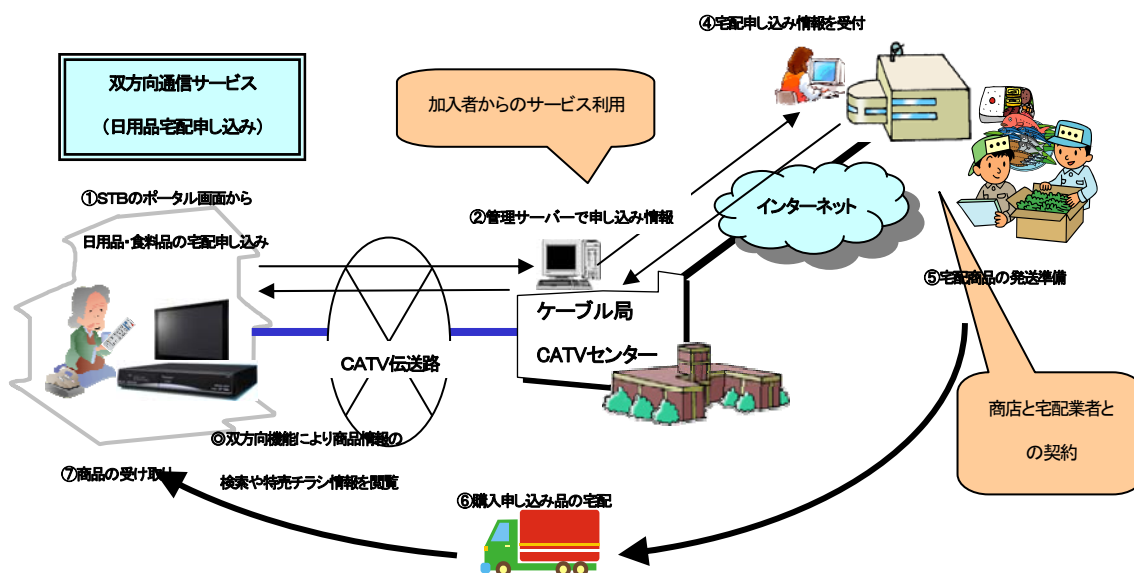 ④宅配申し込み情報を受付
双方向通信サービス
（日用品宅配申し込み）
加入者からのサービス利用
①STBのポータル画面から
日用品・食料品の宅配申し込み
②管理サーバーで申し込み情報
インターネット
⑤宅配商品の発送準備
ケーブル局
CATVセンター
CATV伝送路
商店と宅配業者と
の契約
◎双方向機能により商品情報の
検索や特売チラシ情報を閲覧
⑦商品の受け取り
⑥購入申し込み品の宅配